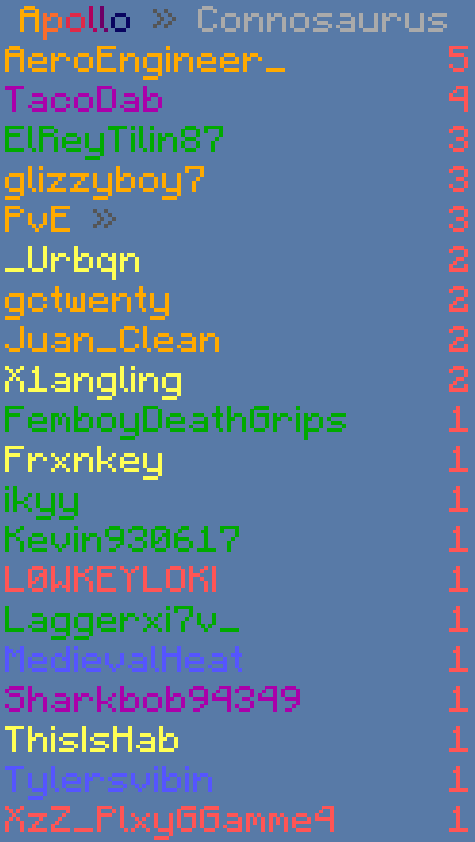 Apollo » Connosaurus
AeroEngineer_ 5
TacoDab 4
ElReyTilin87 3
glizzyboy7 3
PvE » 3
_Urbqn 2
gctwenty 2
Juan_Clean 2
X1angling 2
FemboyDeathGrips 1
Frxnkey 1
ikyy 1
Kevin930617 1
L0WKEYLOKI 1
Laggerxi7v_ 1
MedievalHeat 1
Sharkbob94349 1
ThisIsHab 1
Tylersvibin 1
XzZ_PlxyGGamme4 1